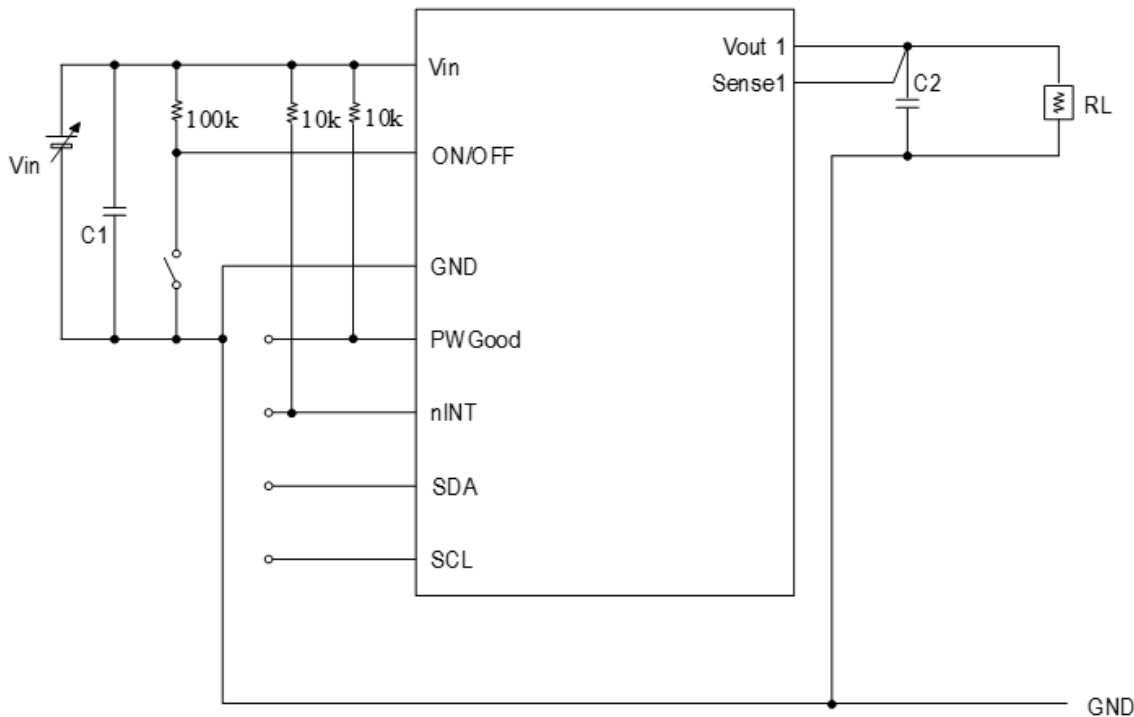 Vout 1
Vin
Sense1
C2
100k
10k
10k
RL
ON/OFF
Vin
C1
GND
PWGood
nINT
SDA
SCL
GND